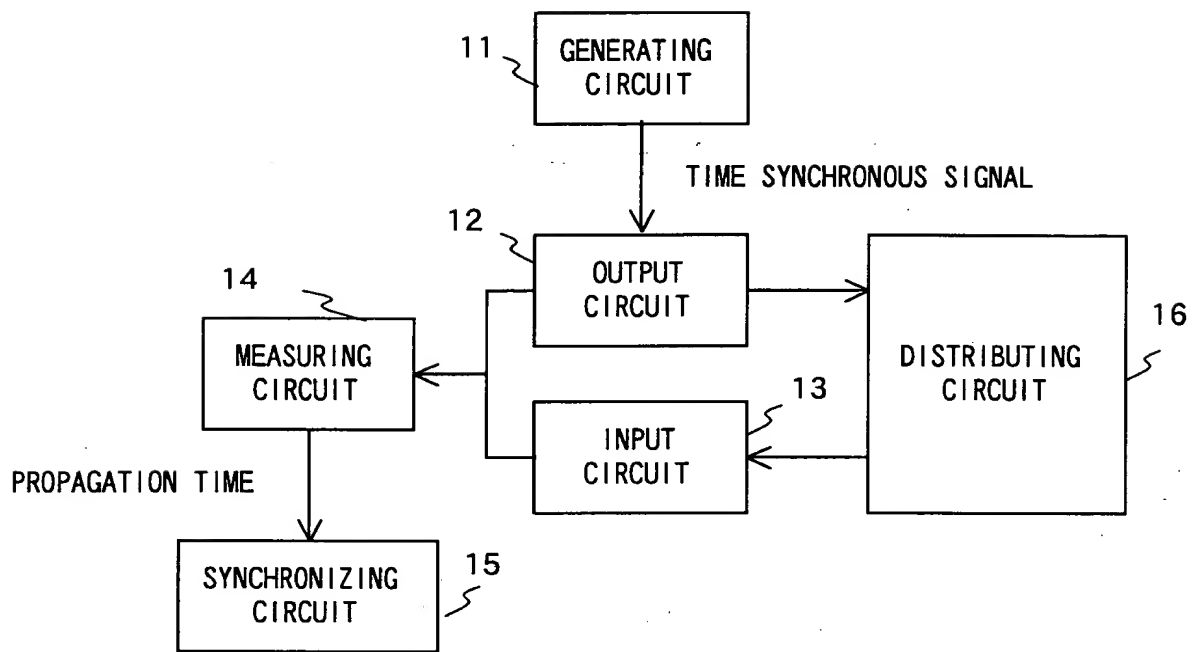 11
GENERATING
CIRCUIT
TIME SYNCHRONOUS SIGNAL
12
OUTPUT
CIRCUIT
14
MEASURING
CIRCUIT
16
DISTRIBUTING
CIRCUIT
13
INPUT
CIRCUIT
PROPAGATION TIME
15
SYNCHRONIZING
CIRCUIT